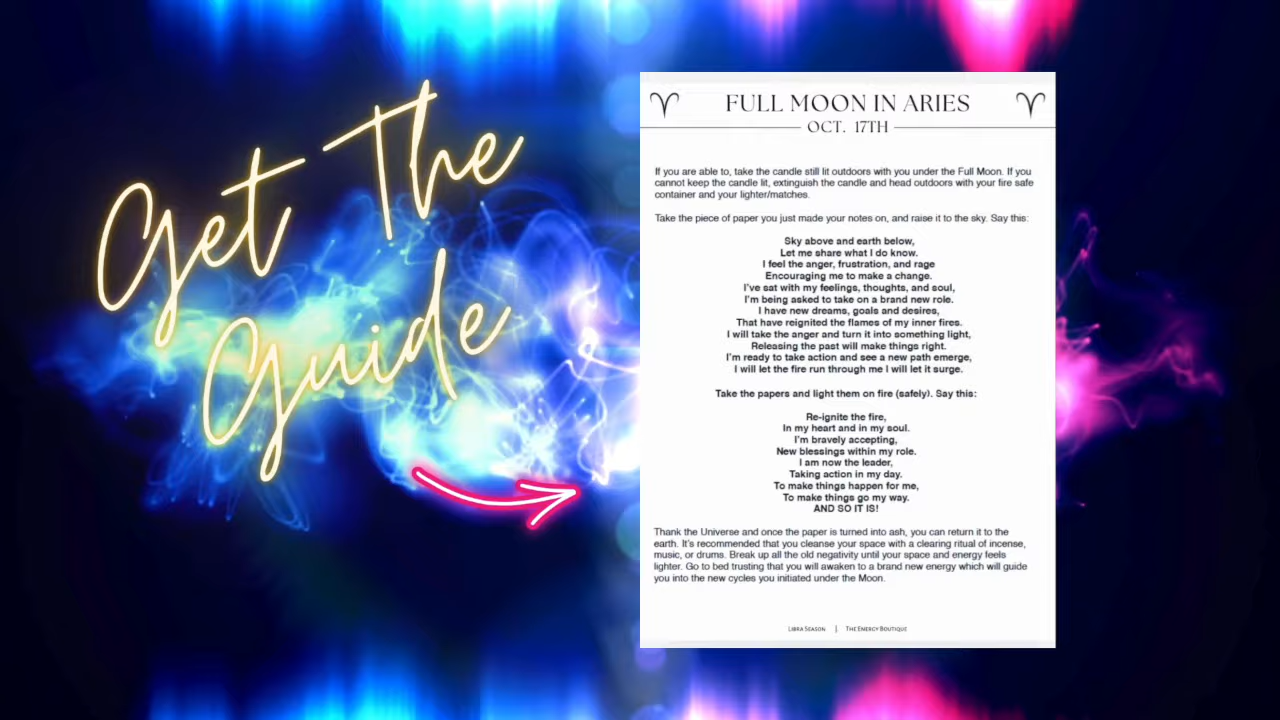 Get The
Guide
FULL MOON IN ARIES
OCT. 17TH
If you are able to, take the candle still lit outdoors with you under the Full Moon. If you
cannot keep the candle lit, extinguish the candle and head outdoors with your fire safe
container and your lighter/matches.
Take the piece of paper you just made your notes on, and raise it to the sky. Say this:
Sky above and earth below,
Let me share what I do know.
I feel the anger, frustration, and rage
Encouraging me to make a change.
I've sat with my feelings, thoughts, and soul,
I'm being asked to take on a brand new role.
I have new dreams, goals and desires,
That have reignited the flames of my inner fires.
I will take the anger and turn it into something light,
Releasing the past will make things right.
I'm ready to take action and see a new path emerge,
I will let the fire run through me I will let it surge.
Take the papers and light them on fire (safely). Say this:
Re-ignite the fire,
In my heart and in my soul.
I'm bravely accepting,
New blessings within my role.
I am now the leader,
Taking action in my day.
To make things happen for me,
To make things go my way.
AND SO IT IS!
Thank the Universe and once the paper is turned into ash, you can return it to the
earth. It's recommended that you cleanse your space with a clearing ritual of incense,
music, or drums. Break up all the old negativity until your space and energy feels
lighter. Go to bed trusting that you will awaken to a brand new energy which will guide
you into the new cycles you initiated under the Moon.
LIBRA SEASON | THE ENERGY BOUTIQUE